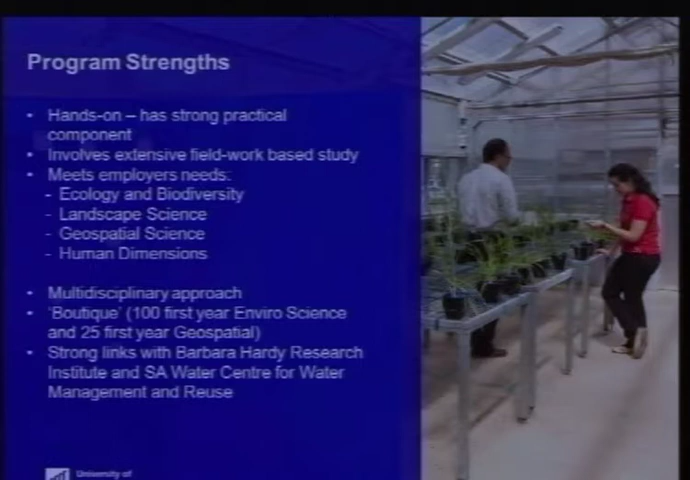 Program Strengths
• Hands-on – has strong practical
component
• Involves extensive field-work based study
• Meets employers needs:
- Ecology and Biodiversity
- Landscape Science
- Geospatial Science
- Human Dimensions
• Multidisciplinary approach
• 'Boutique' (100 first year Enviro Science
and 25 first year Geospatial)
• Strong links with Barbara Hardy Research
Institute and SA Water Centre for Water
Management and Reuse
University of